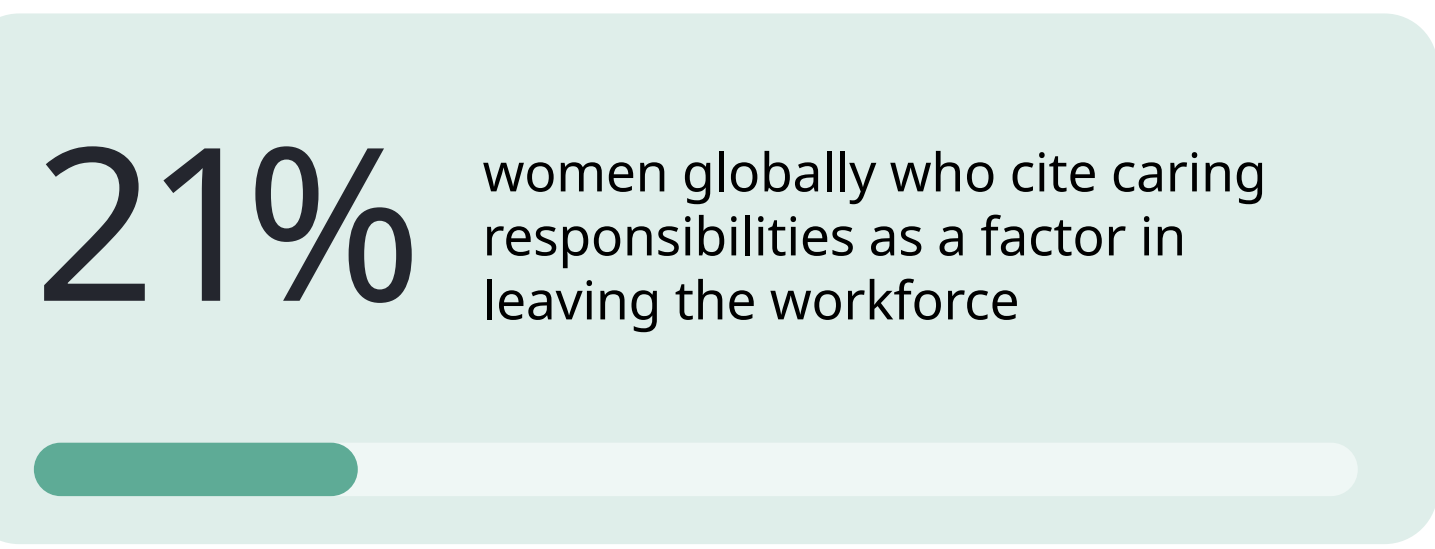 21%
women globally who cite caring
responsibilities as a factor in
leaving the workforce